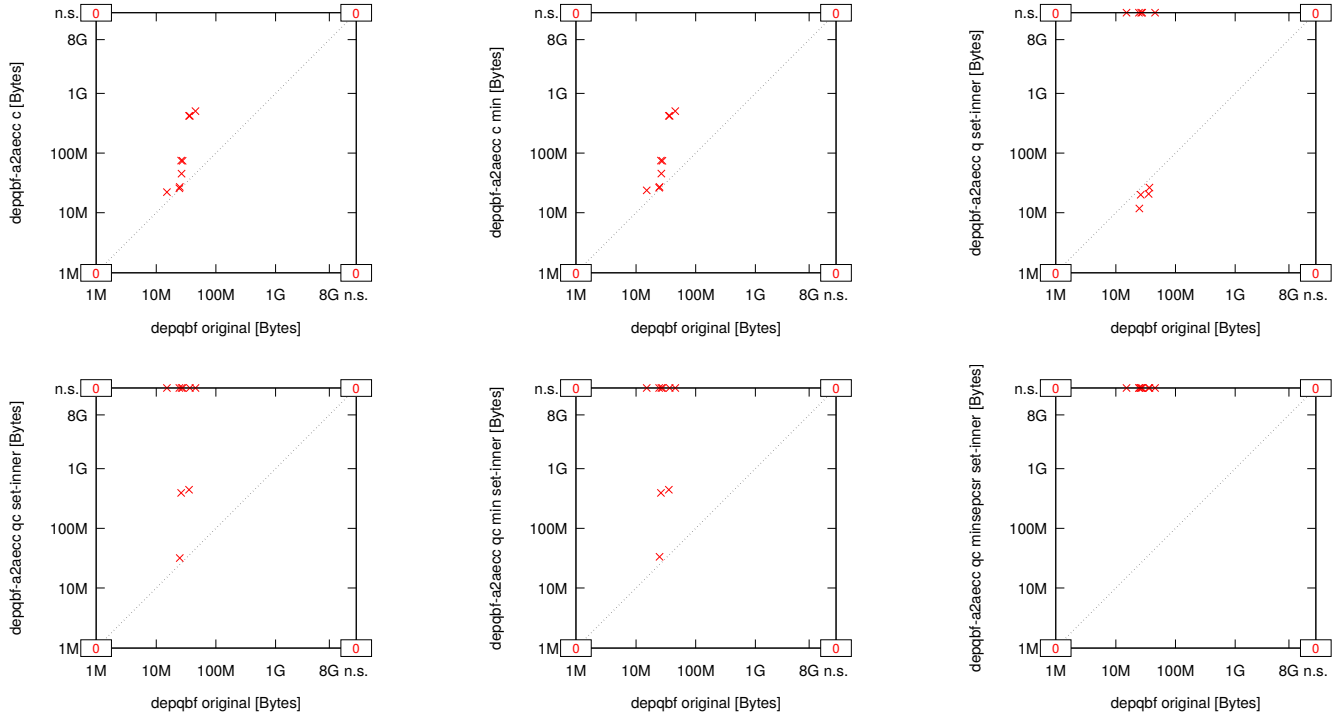 n.s. 0 0
8G
1G
100M
10M
1M 0 0
1M 10M 100M 1G 8G n.s.
depqbf original [Bytes]
depqbf-a2aecc c [Bytes]
n.s. 0 0
8G
1G
100M
10M
1M 0 0
1M 10M 100M 1G 8G n.s.
depqbf original [Bytes]
depqbf-a2aecc c min [Bytes]
n.s. 0 0
8G
1G
100M
10M
1M 0 0
1M 10M 100M 1G 8G n.s.
depqbf original [Bytes]
depqbf-a2aecc q set-inner [Bytes]
n.s. 0 0
8G
1G
100M
10M
1M 0 0
1M 10M 100M 1G 8G n.s.
depqbf original [Bytes]
depqbf-a2aecc qc set-inner [Bytes]
n.s. 0 0
8G
1G
100M
10M
1M 0 0
1M 10M 100M 1G 8G n.s.
depqbf original [Bytes]
depqbf-a2aecc qc min set-inner [Bytes]
n.s. 0 0
8G
1G
100M
10M
1M 0 0
1M 10M 100M 1G 8G n.s.
depqbf original [Bytes]
depqbf-a2aecc qc minsepcsr set-inner [Bytes]